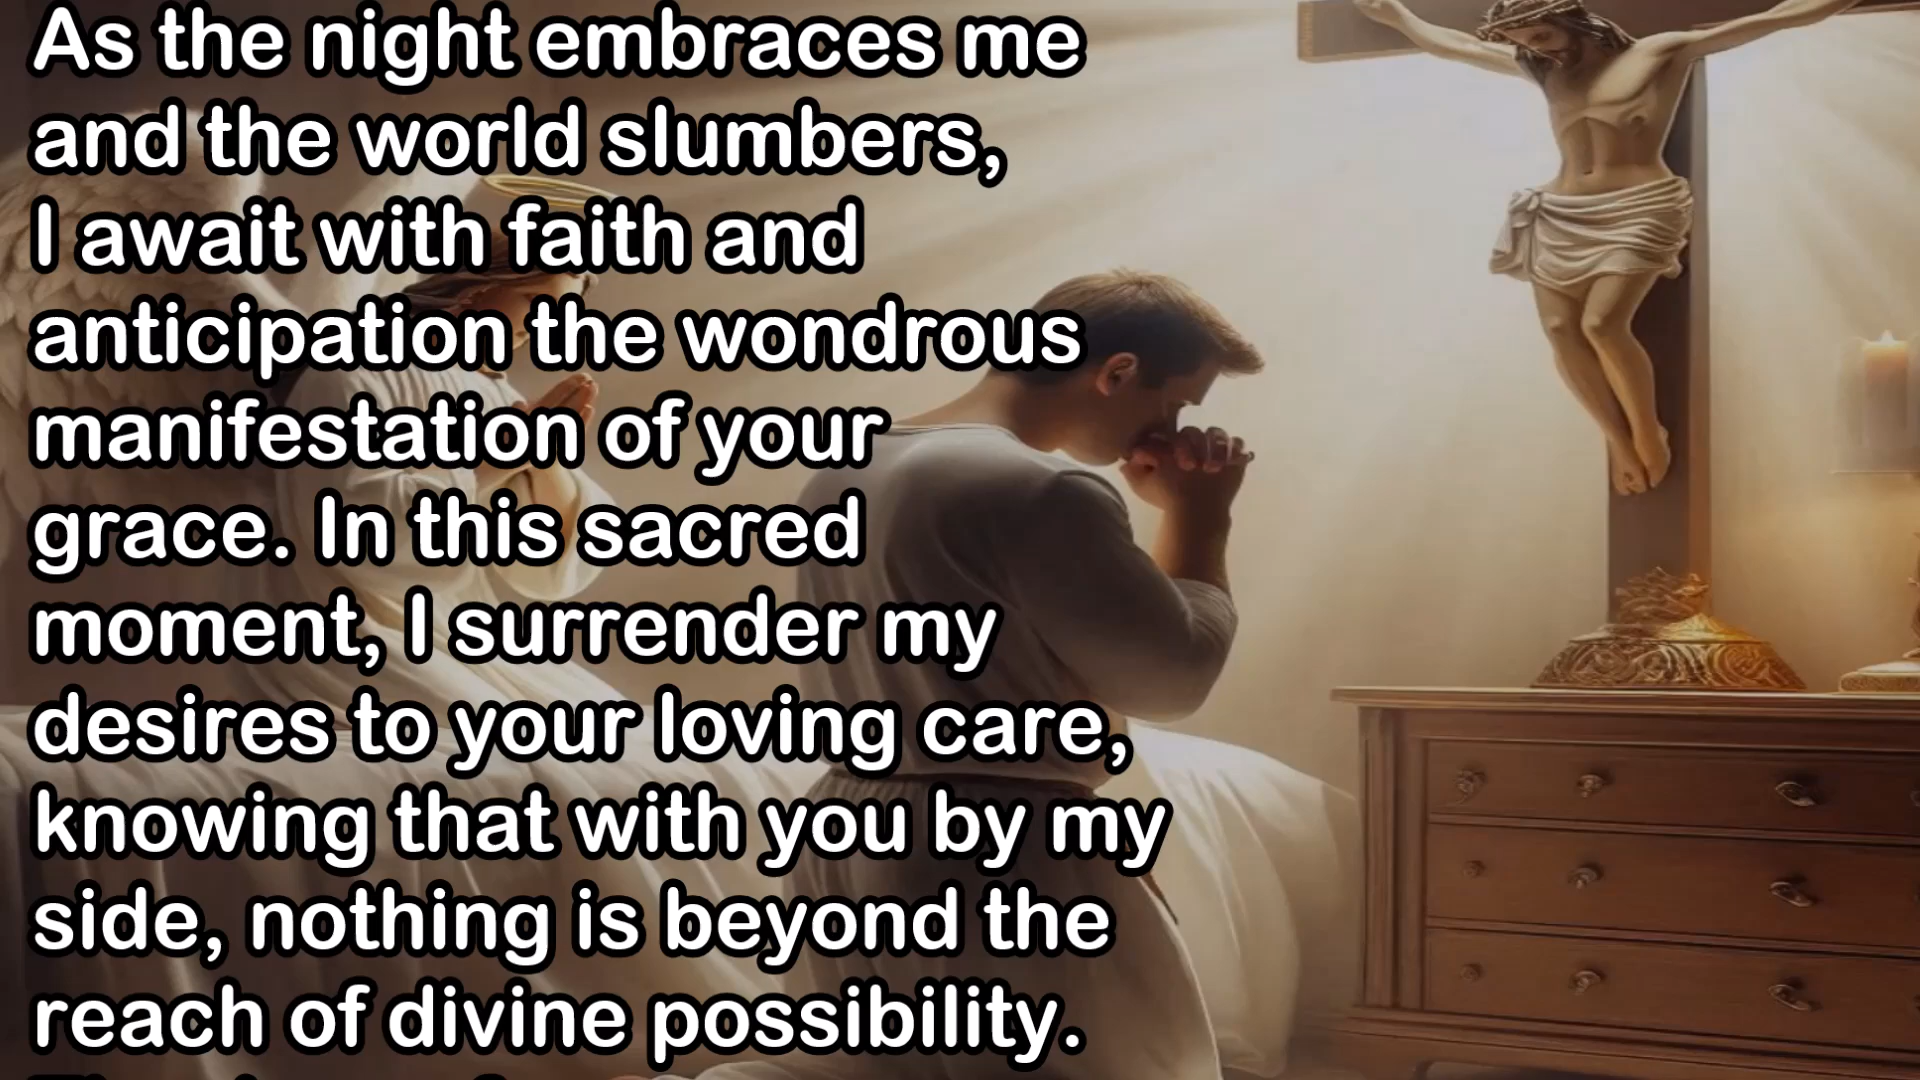 As the night embraces me
and the world slumbers,
I await with faith and
anticipation the wondrous
manifestation of your
grace. In this sacred
moment, I surrender my
desires to your loving care,
knowing that with you by my
side, nothing is beyond the
reach of divine possibility.